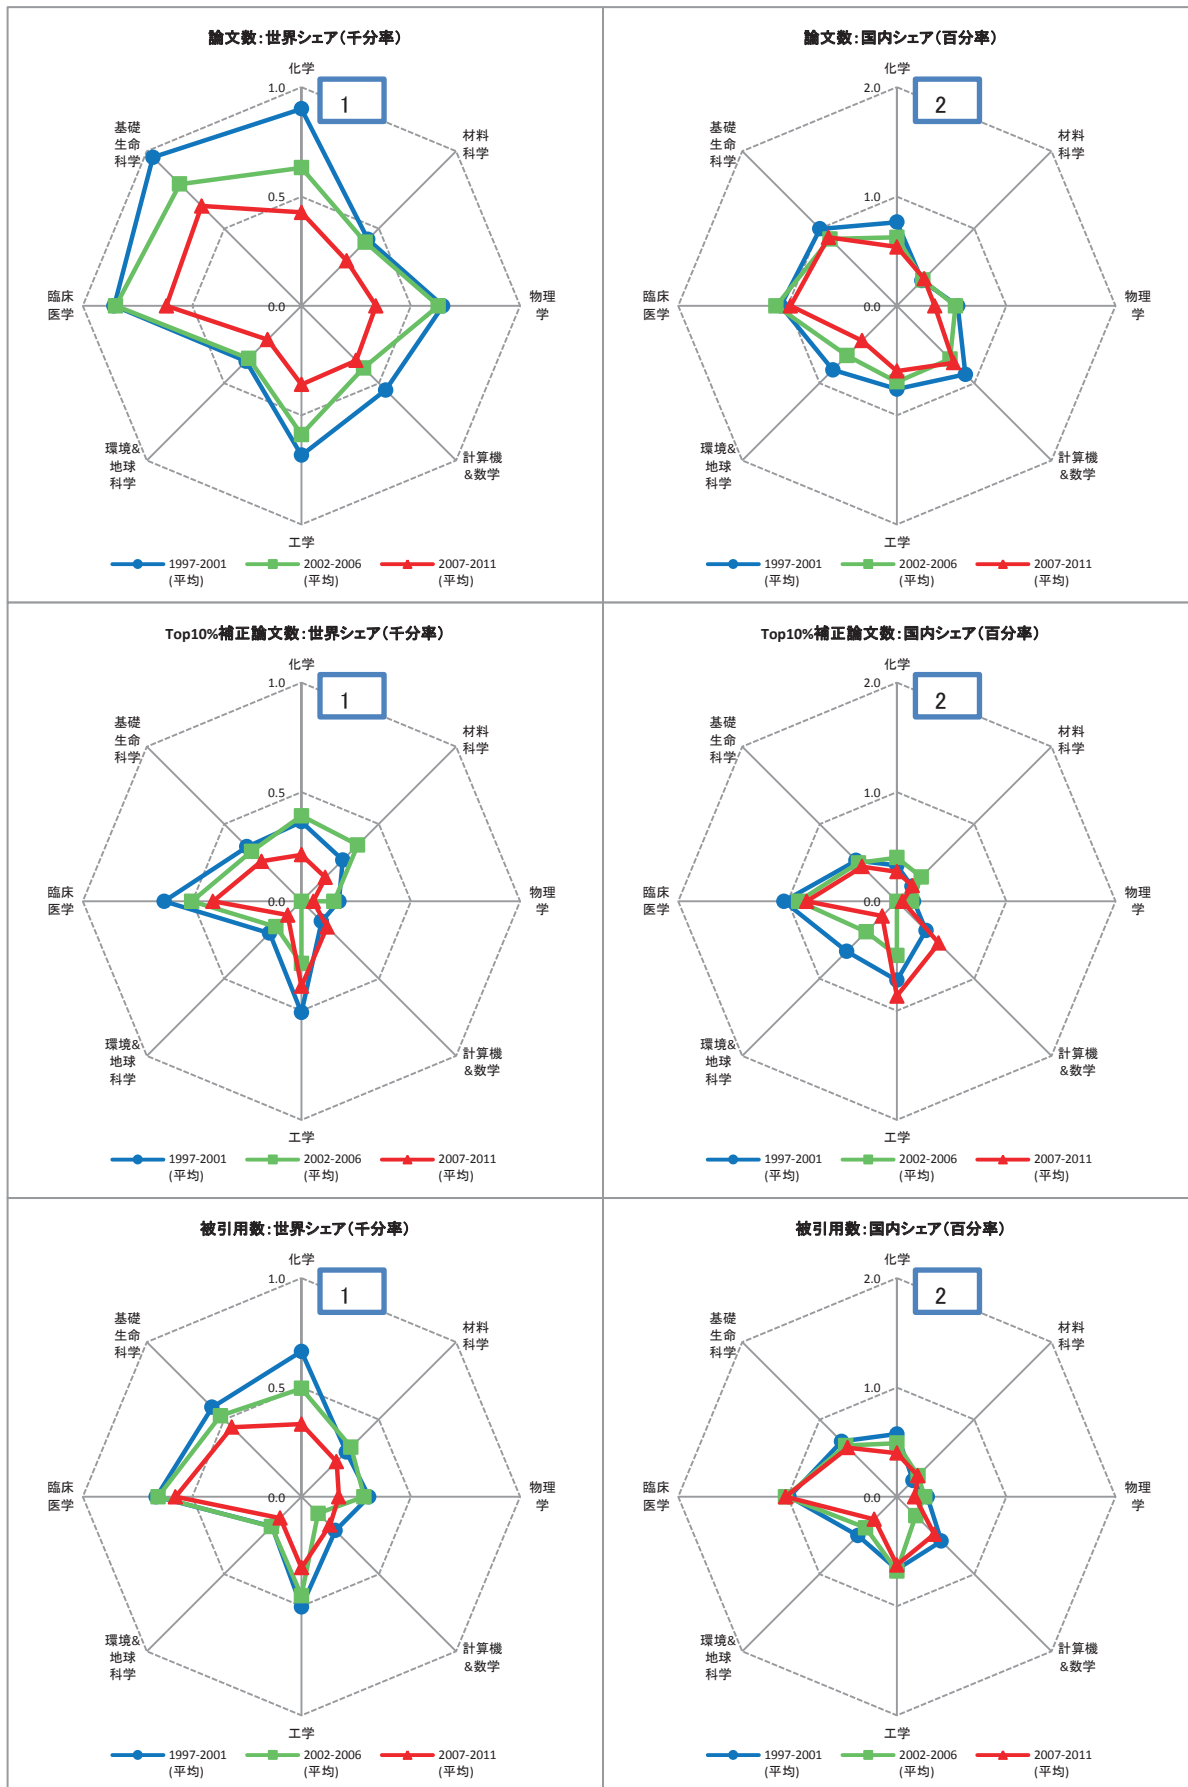 論文数：世界シェア（千分率）
化学
1.0
1
基礎
生命
科学
材料
科学
0.5
臨床
医学
0.0
物理
学
環境&
地球
科学
計算機
&数学
工学
1997-2001
(平均)
2002-2006
(平均)
2007-2011
(平均)
論文数：国内シェア（百分率）
化学
2.0
2
基礎
生命
科学
材料
科学
1.0
臨床
医学
0.0
物理
学
環境&
地球
科学
計算機
&数学
工学
1997-2001
(平均)
2002-2006
(平均)
2007-2011
(平均)
Top10%補正論文数：世界シェア（千分率）
化学
1.0
1
基礎
生命
科学
材料
科学
0.5
臨床
医学
0.0
物理
学
環境&
地球
科学
計算機
&数学
工学
1997-2001
(平均)
2002-2006
(平均)
2007-2011
(平均)
Top10%補正論文数：国内シェア（百分率）
化学
2.0
2
基礎
生命
科学
材料
科学
1.0
臨床
医学
0.0
物理
学
環境&
地球
科学
計算機
&数学
工学
1997-2001
(平均)
2002-2006
(平均)
2007-2011
(平均)
被引用数：世界シェア（千分率）
化学
1.0
1
基礎
生命
科学
材料
科学
0.5
臨床
医学
0.0
物理
学
環境&
地球
科学
計算機
&数学
工学
1997-2001
(平均)
2002-2006
(平均)
2007-2011
(平均)
被引用数：国内シェア（百分率）
化学
2.0
2
基礎
生命
科学
材料
科学
1.0
臨床
医学
0.0
物理
学
環境&
地球
科学
計算機
&数学
工学
1997-2001
(平均)
2002-2006
(平均)
2007-2011
(平均)